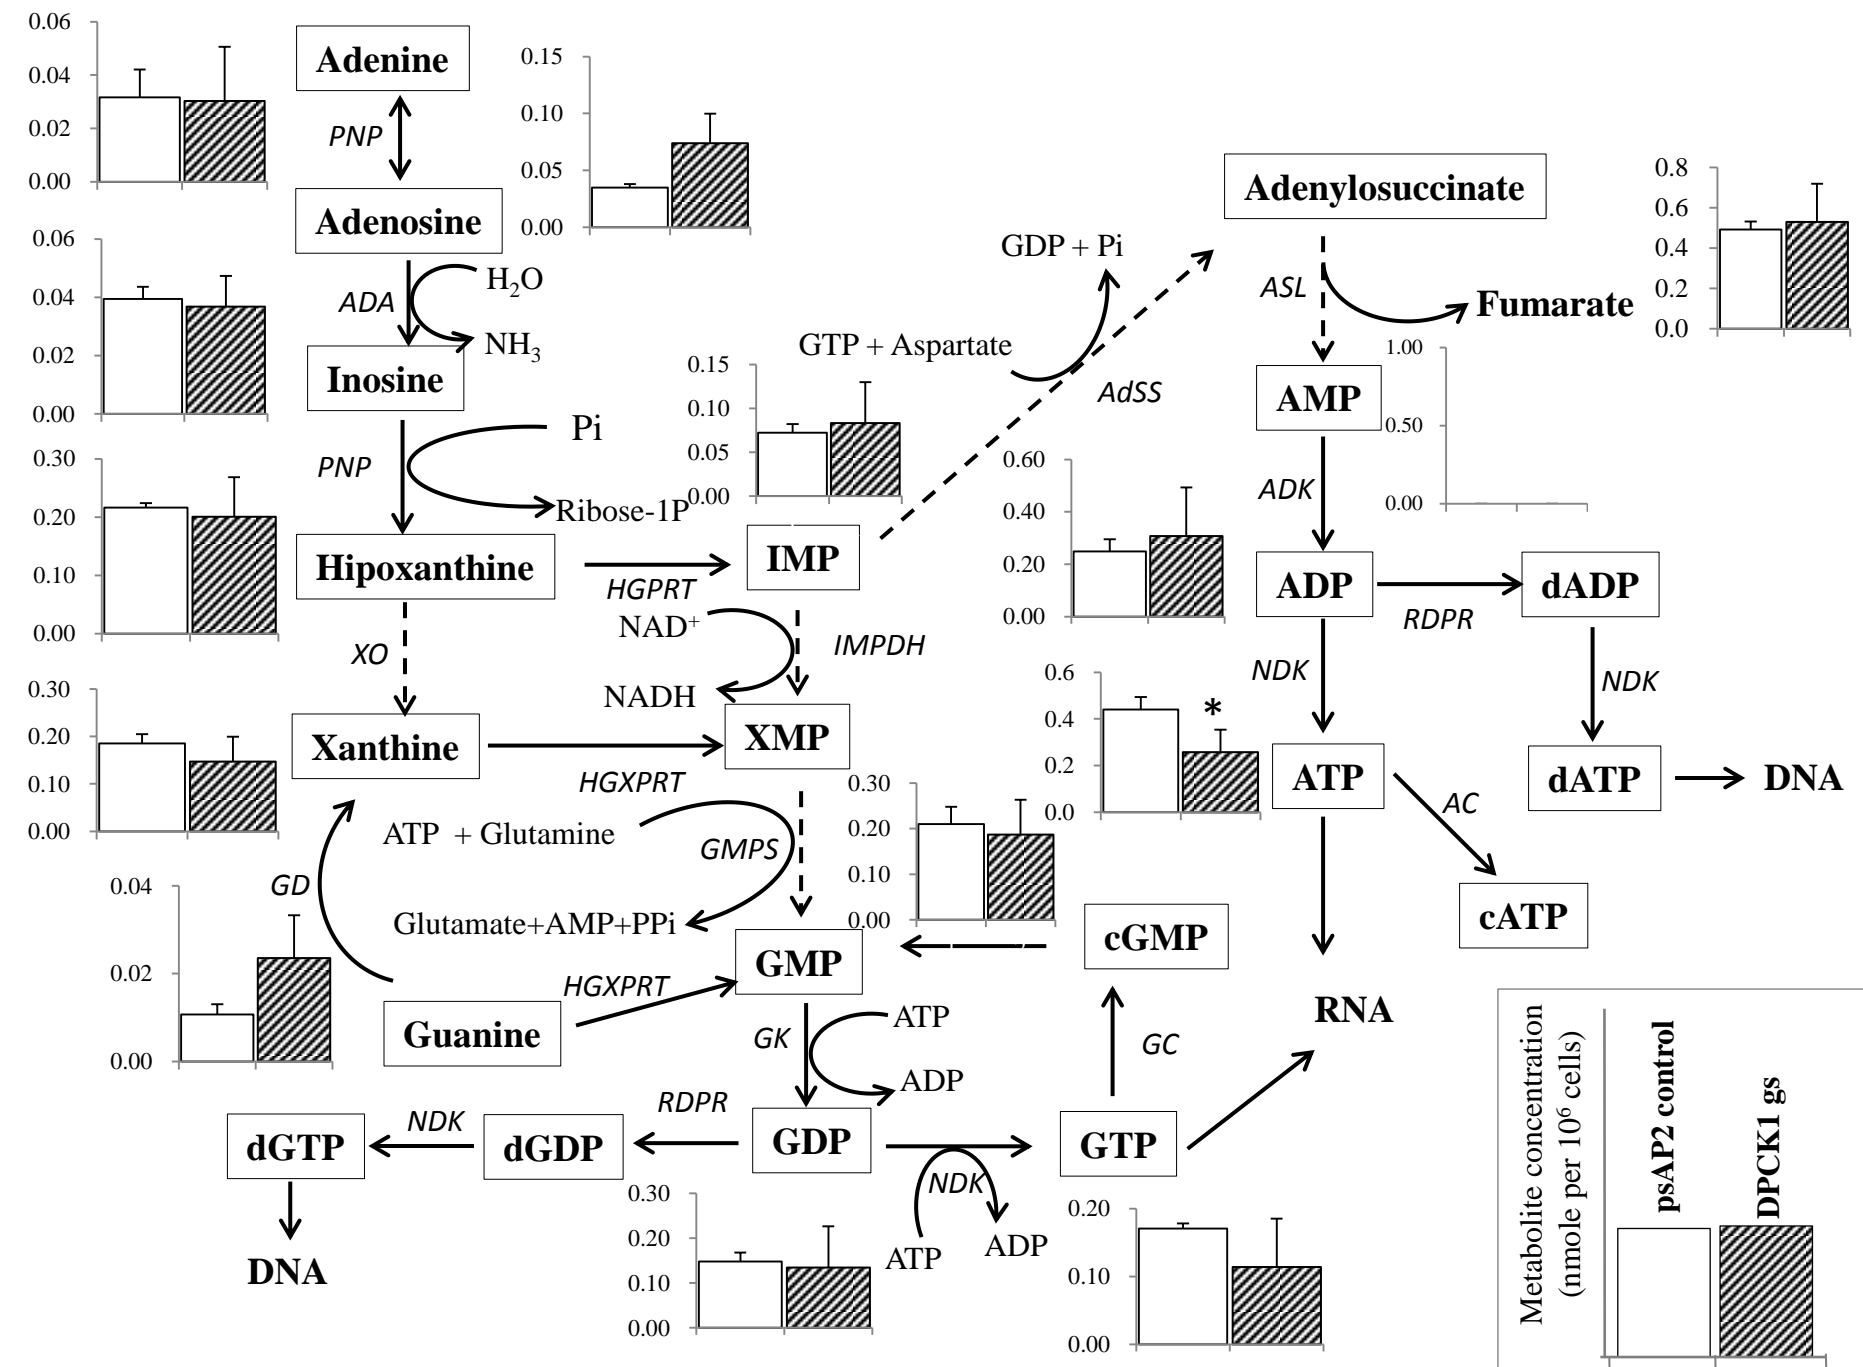 0.06
0.04
0.02
0.00
Adenine
PNP
0.15
0.10
0.05
0.00
Adenosine
0.06
0.04
0.02
0.00
ADA
H2O
NH3
Inosine
PNP
Pi
Ribose-1P
0.30
0.20
0.10
0.00
Hipoxanthine
HGPRT
0.15
0.10
0.05
0.00
IMP
GTP + Aspartate
GDP + Pi
AdSS
Adenylosuccinate
0.8
0.6
0.4
0.2
0.0
ASL
Fumarate
AMP
1.00
0.50
0.00
ADK
0.60
0.40
0.20
0.00
ADP
RDPR
dADP
NDK
NDK
XO
NAD+
NADH
IMPDH
0.30
0.20
0.10
0.00
Xanthine
HGXPRT
XMP
0.6
0.4
0.2
0.0
*
ATP
dATP
DNA
AC
cATP
ATP + Glutamine
GMPS
Glutamate+AMP+PPi
0.30
0.20
0.10
0.00
0.04
0.02
0.00
GD
Guanine
HGXPRT
GMP
cGMP
GC
RNA
GK
ATP
ADP
dGTP
NDK
dGDP
RDPR
GDP
NDK
ATP
ADP
GTP
DNA
0.30
0.20
0.10
0.00
0.20
0.10
0.00
Metabolite concentration
(nmole per 10⁶ cells)
psAP2 control
DPCK1 gs